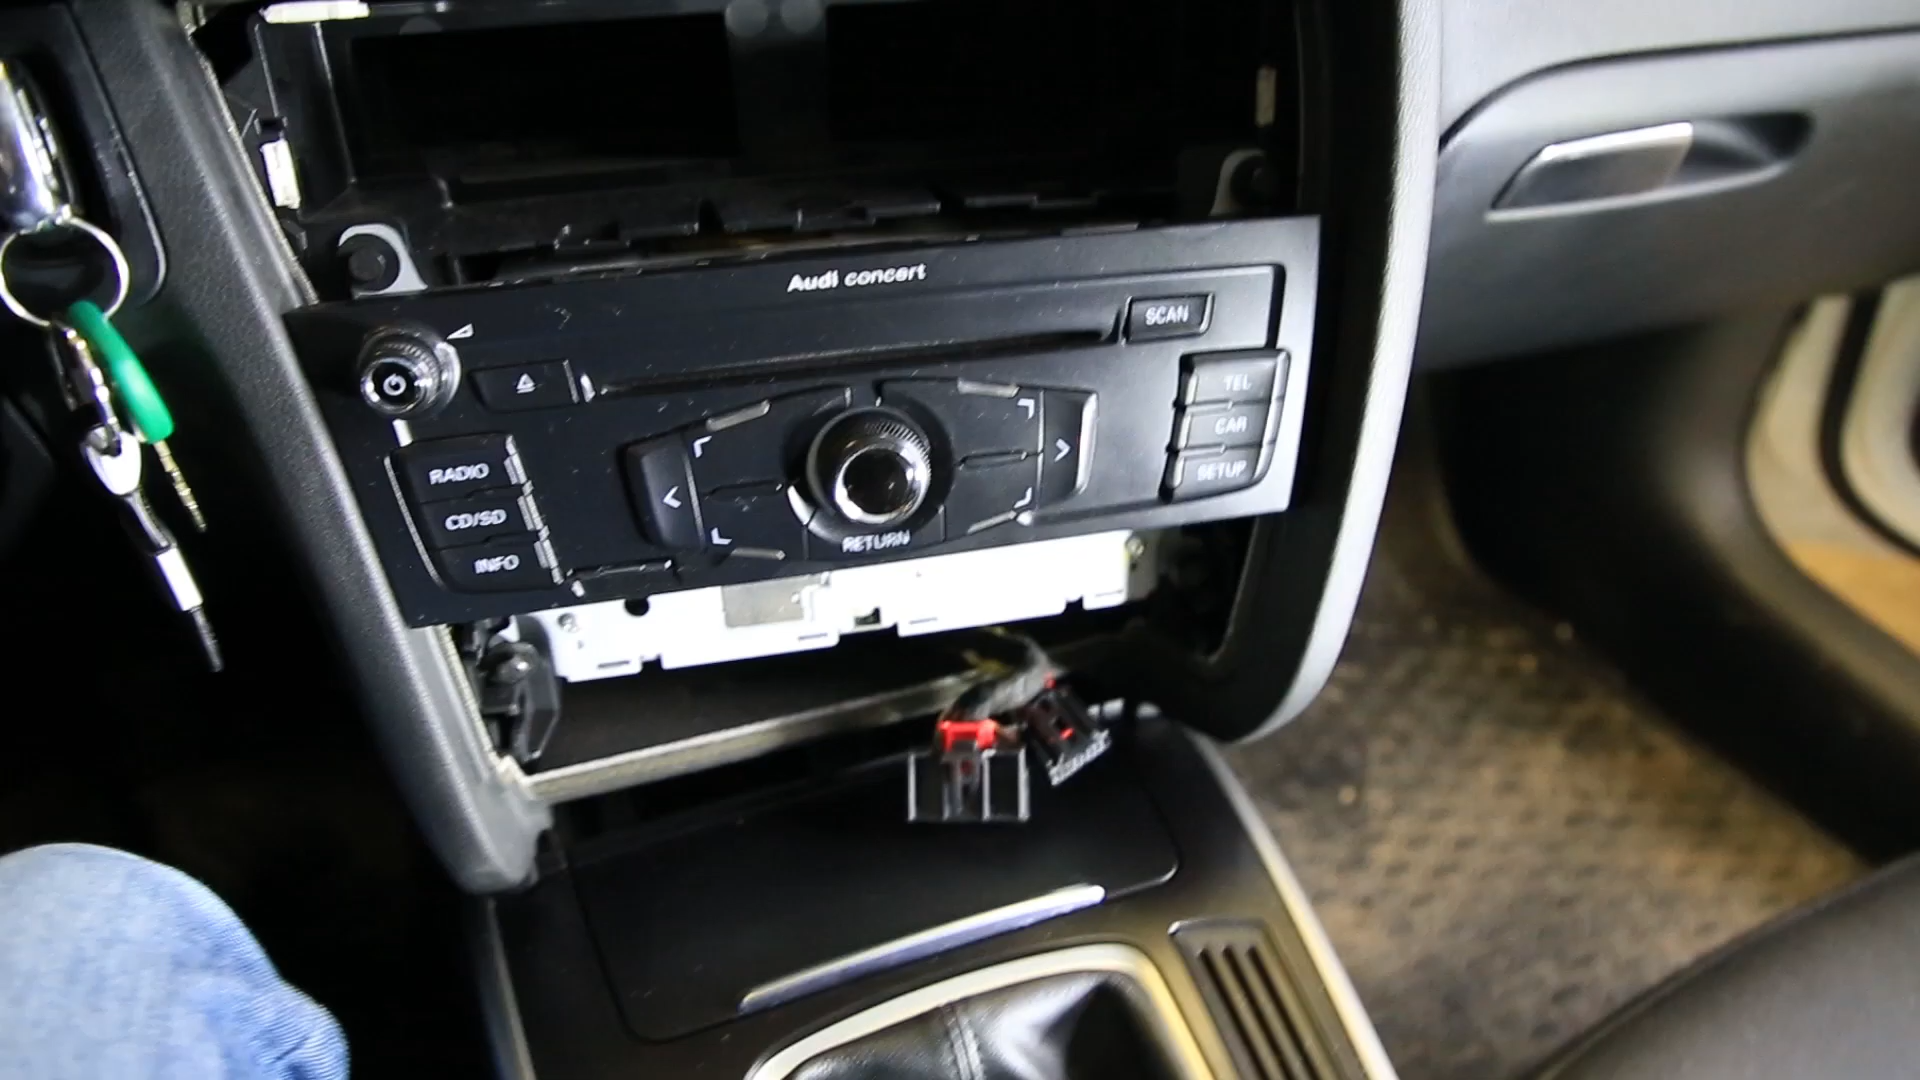 Audi concert
SCAN
TEL
CAR
SETUP
RADIO
CD/SD
INFO
RETURN